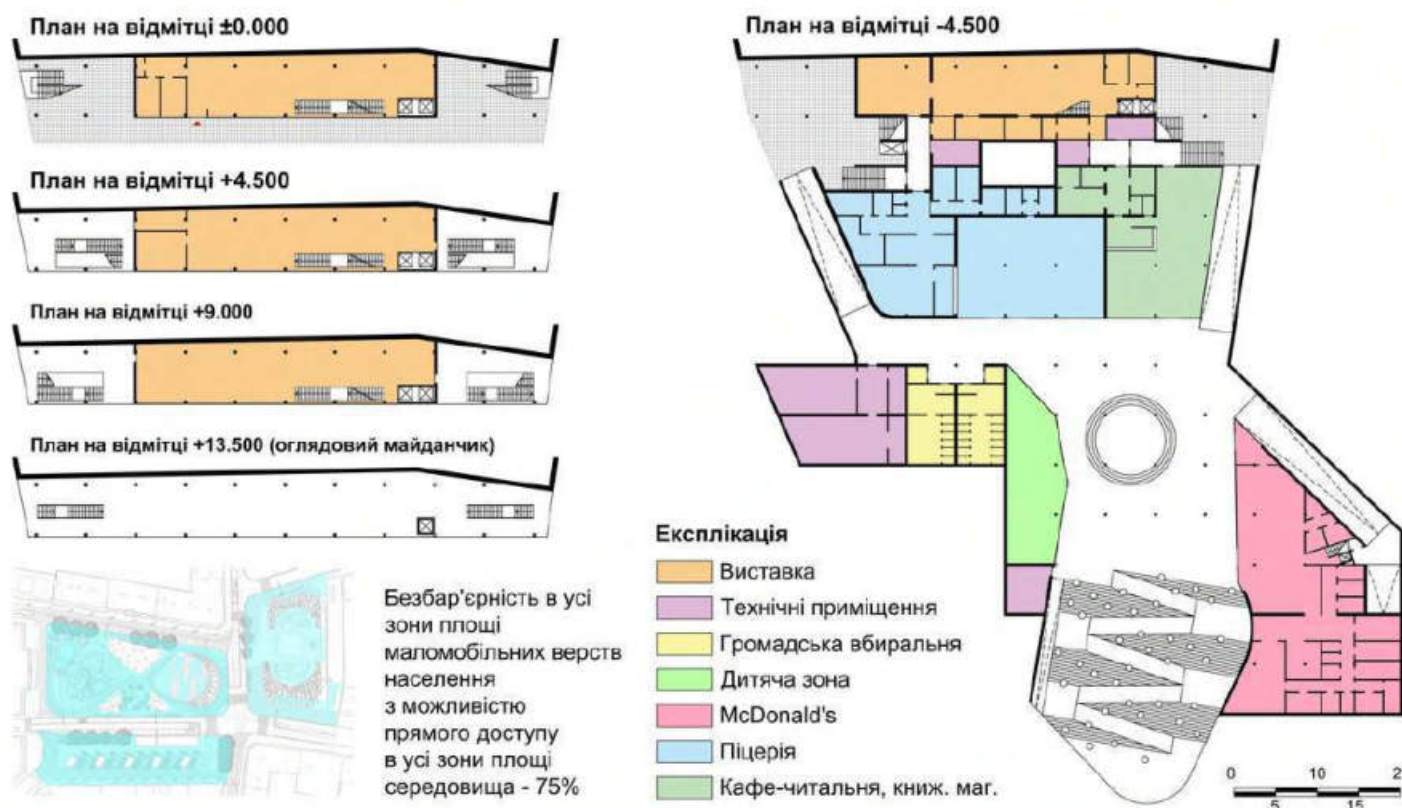 План на відмітці ±0.000
План на відмітці +4.500
План на відмітці +9.000
План на відмітці +13.500 (оглядовий майданчик)
Безбар'єрність в усі
зони площі
маломобільних верств
населення
з можливістю
прямого доступу
в усі зони площі
середовища - 75%
План на відмітці -4.500
Експлікація
Виставка
Технічні приміщення
Громадська вбиральня
Дитяча зона
McDonald's
Піцерія
Кафе-читальня, книж. маг.
0 10 2
5 15